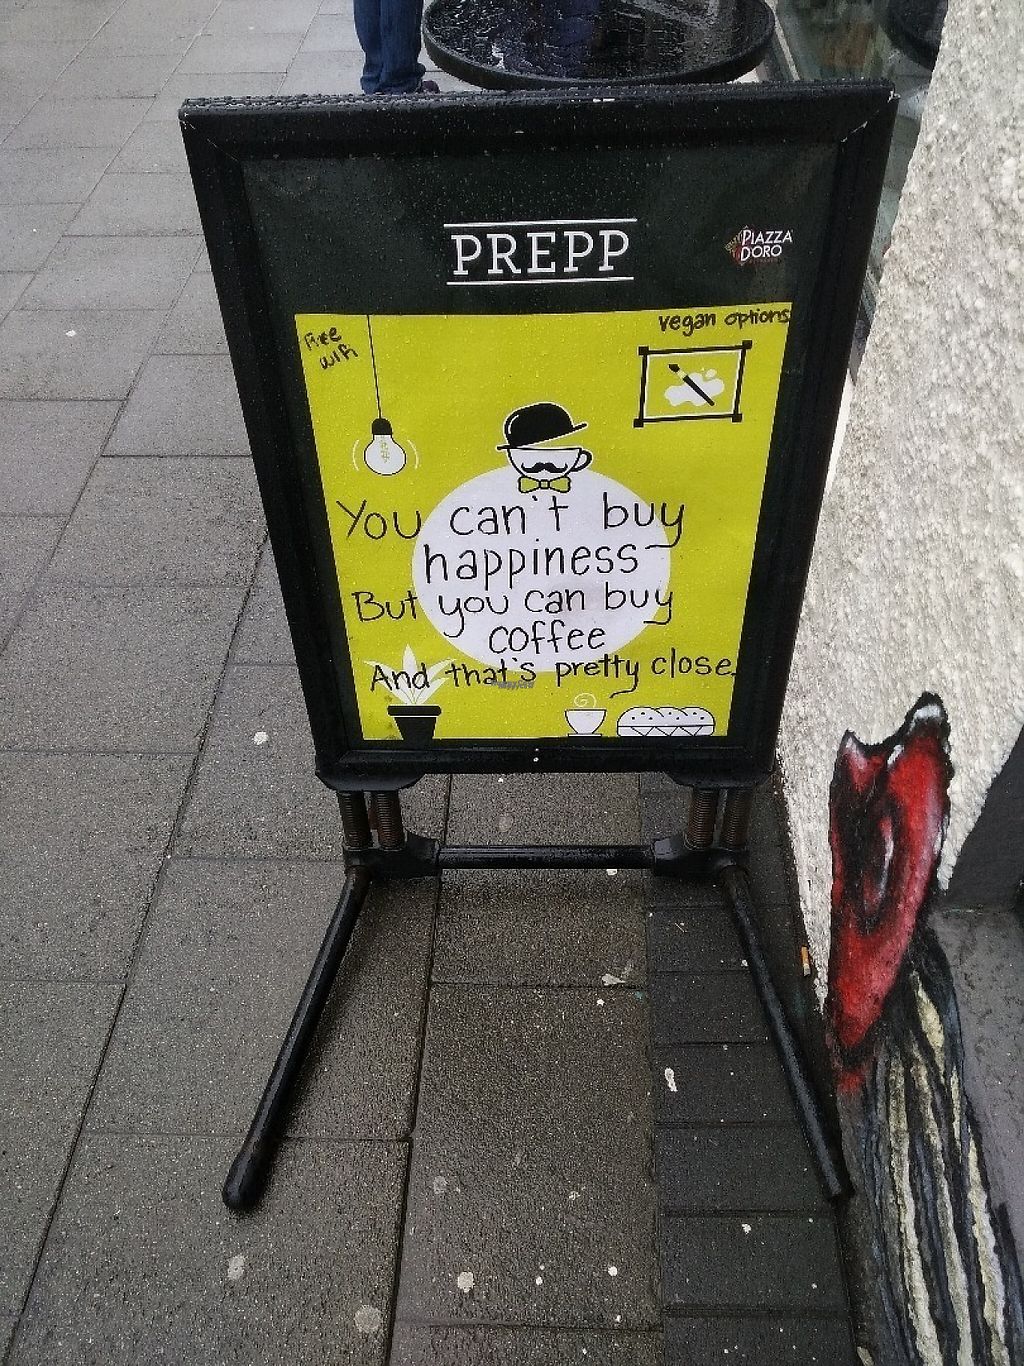 PREPP
PIAZZA
D'ORO
Free
wifi
vegan options
You can't buy
happiness
But you can buy
coffee
And that's pretty close.